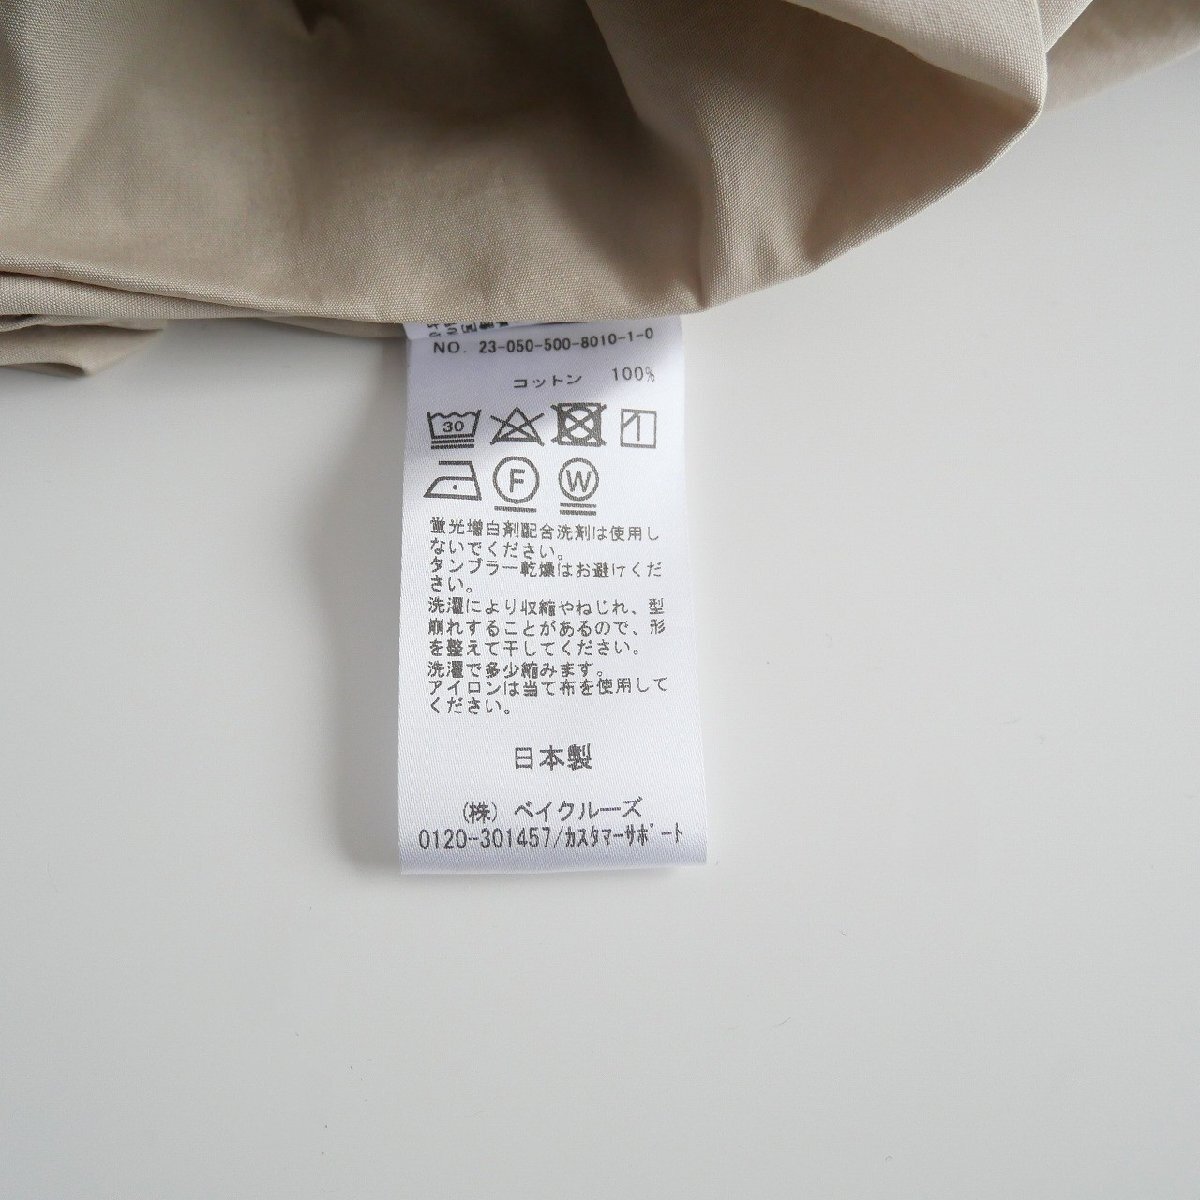 NO. 23-050-500-8010-1-0
コットン 100%
30
F W
蛍光増白剤配合洗剤は使用し
ないでください。
タンブラー乾燥はお避けくだ
さい。
洗濯により収縮やねじれ、型
崩れすることがあるので、形
を整えて干してください。
洗濯で多少縮みます。
アイロンは当て布を使用して
ください。
日本製
(株) ベイクルーズ
0120-301457/カスタマーサポート